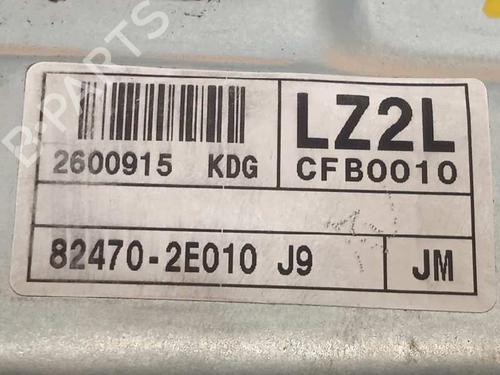 B-PARTS
LZ2L
2600915 KDG
CFB0010
82470-2E010 J9
JM